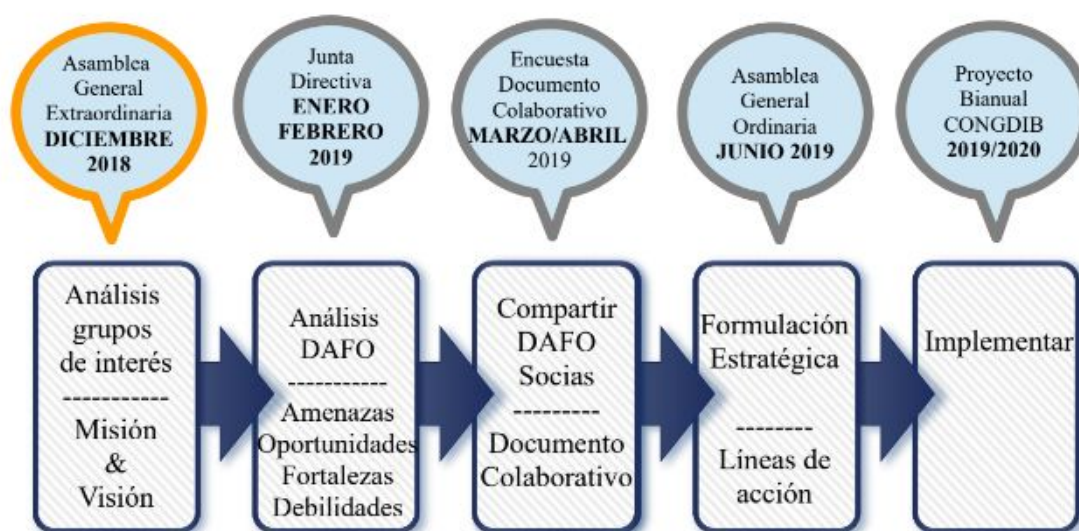 Asamblea
General
Extraordinaria
DICIEMBRE
2018
Junta
Directiva
ENERO
FEBRERO
2019
Encuesta
Documento
Colaborativo
MARZO/ABRIL
2019
Asamblea
General
Ordinaria
JUNIO 2019
Proyecto
Bianual
CONGDIB
2019/2020
Análisis
grupos
de interés
-----------
Misión
&
Visión
Análisis
DAFO
-----------
Amenazas
Oportunidades
Fortalezas
Debilidades
Compartir
DAFO
Socias
---------
Documento
Colaborativo
Formulación
Estratégica
--------
Líneas de
acción
Implementar